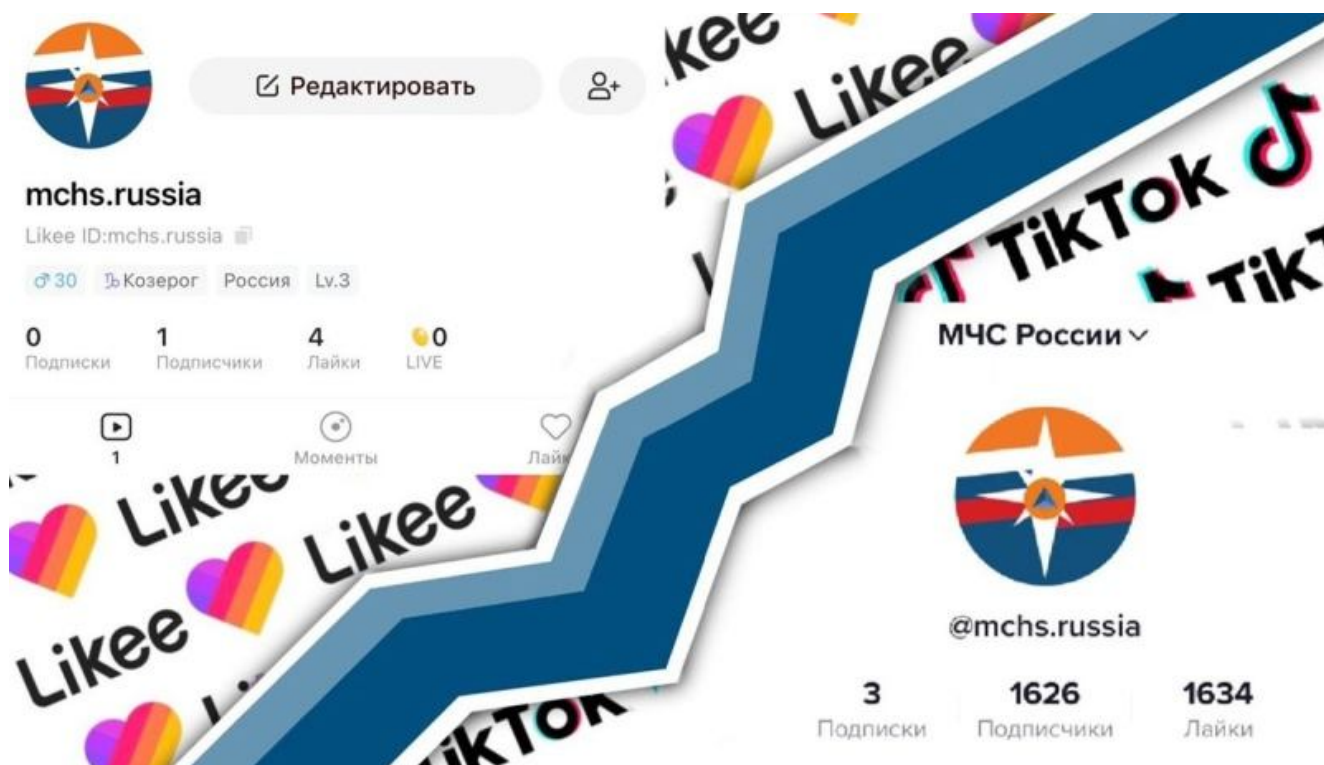 Редактировать
mchs.russia
Likee ID:mchs.russia
♂ 30 ♑ Козерог Россия Lv.3
0 1 4 0
Подписки Подписчики Лайки LIVE
1 Моменты
Likee
Likee
Likee
Likee
TikTok
МЧС России
@mchs.russia
3 1626 1634
Подписки Подписчики Лайки